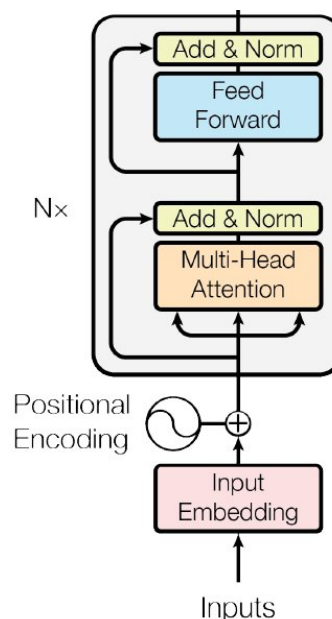 Add & Norm
Feed
Forward
N×
Add & Norm
Multi-Head
Attention
Positional
Encoding
Input
Embedding
Inputs